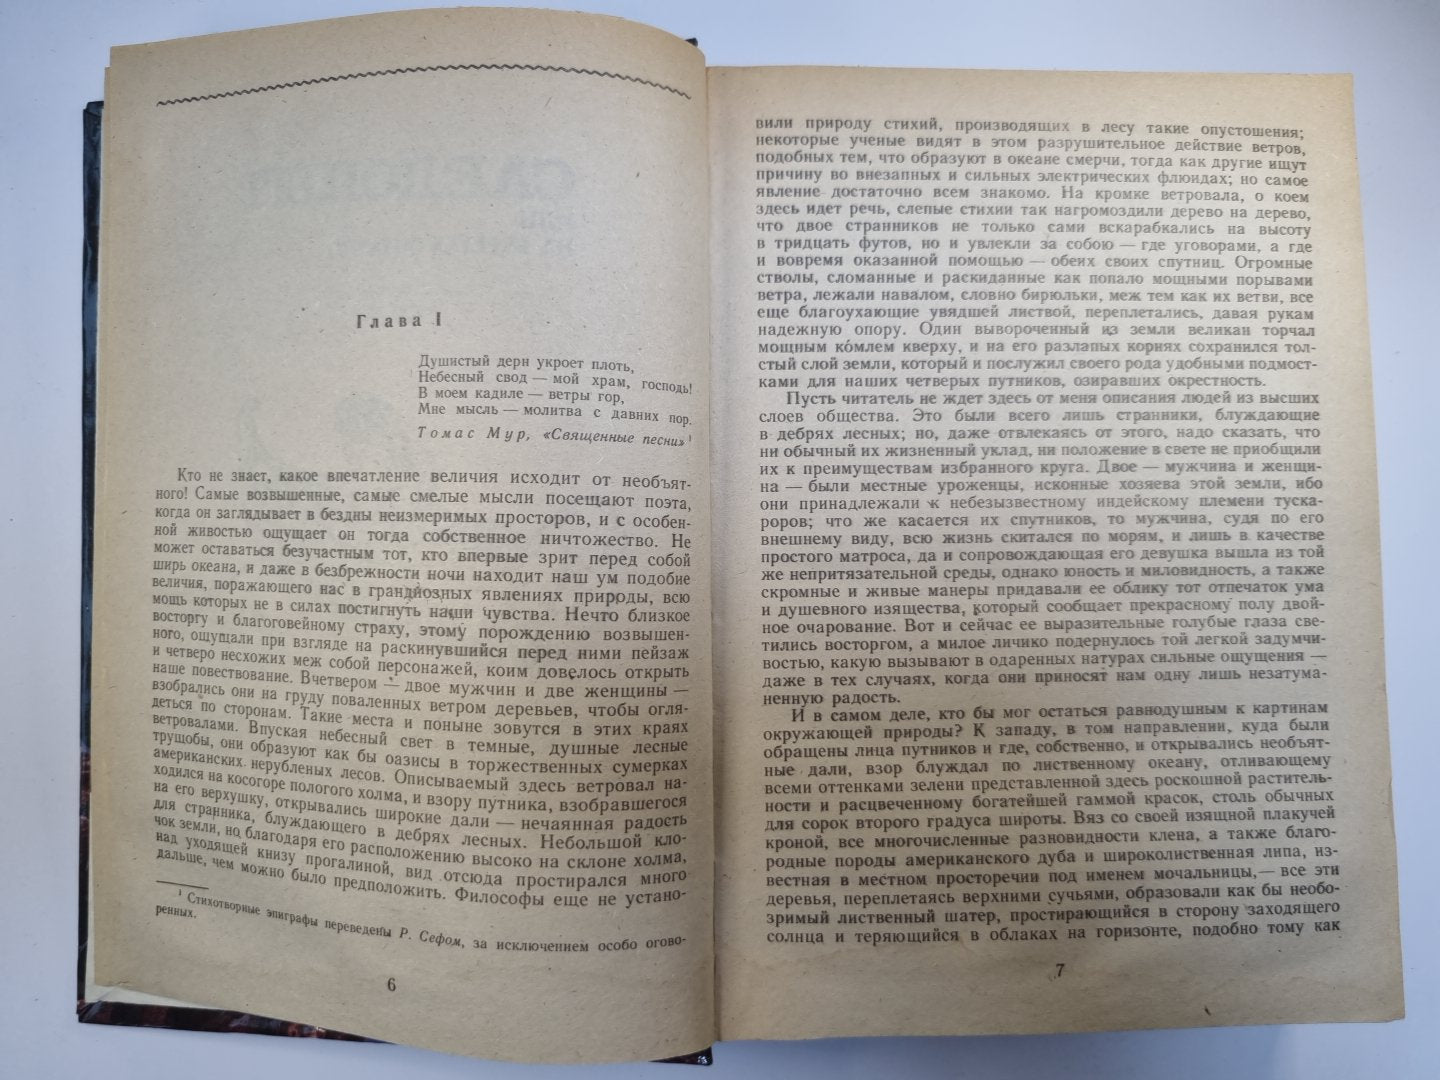 Глава I
Душистый дерн укроет плоть,
Небесный свод — мой храм, господь!
В моем кадиле — ветры гор,
Мне мысль — молитва с давних пор.
Томас Мур, «Священные песни» ¹
Кто не знает, какое впечатление величия исходит от необъят-
ного! Самые возвышенные, самые смелые мысли посещают поэта,
когда он заглядывает в бездны неизмеримых просторов, и с особен-
ной живостью ощущает он тогда собственное ничтожество. Не
может оставаться безучастным тот, кто впервые зрит перед собой
ширь океана, и даже в безбрежности ночи находит наш ум подобие
величия, поражающего нас в грандиозных явлениях природы, всю
мощь которых не в силах постигнуть наши чувства. Нечто близкое
восторгу и благоговейному страху, этому порождению возвышен-
ного, ощущали при взгляде на раскинувшийся перед ними пейзаж
и четверо несхожих меж собой персонажей, коим довелось открыть
наше повествование. Вчетвером — двое мужчин и две женщины —
взобрались они на груду поваленных ветром деревьев, чтобы огля-
деться по сторонам. Такие места и поныне зовутся в этих краях
ветровалами. Впуская небесный свет в темные, душные лесные
трущобы, они образуют как бы оазисы в торжественных сумерках
американских нерубленых лесов. Описываемый здесь ветровал на-
ходился на косогоре пологого холма, и взору путника, взобравшегося
на его верхушку, открывались широкие дали — нечаянная радость
для странника, блуждающего в дебрях лесных. Небольшой кло-
чок земли, но благодаря его расположению высоко на склоне холма,
над уходящей книзу прогалиной, вид отсюда простирался много
дальше, чем можно было предположить. Философы еще не устано-
¹ Стихотворные эпиграфы переведены Р. Сефом, за исключением особо огово-
ренных.
6
вили природу стихий, производящих в лесу такие опустошения;
некоторые ученые видят в этом разрушительное действие ветров,
подобных тем, что образуют в океане смерчи, тогда как другие ищут
причину во внезапных и сильных электрических флюидах; но самое
явление достаточно всем знакомо. На кромке ветровала, о коем
здесь идет речь, слепые стихии так нагромоздили дерево на дерево,
что двое странников не только сами вскарабкались на высоту
в тридцать футов, но и увлекли за собою — где уговорами, а где
и вовремя оказанной помощью — обеих своих спутниц. Огромные
стволы, сломанные и раскиданные как попало мощными порывами
ветра, лежали навалом, словно бирюльки, меж тем как их ветви, все
еще благоухающие увядшей листвой, переплетались, давая рукам
надежную опору. Один вывороченный из земли великан торчал
мощным ко́млем кверху, и на его разлапых корнях сохранился тол-
стый слой земли, который и послужил своего рода удобными подмост-
ками для наших четверых путников, озиравших окрестность.
Пусть читатель не ждет здесь от меня описания людей из высших
слоев общества. Это были всего лишь странники, блуждающие
в дебрях лесных; но, даже отвлекаясь от этого, надо сказать, что
ни обычный их жизненный уклад, ни положение в свете не приобщили
их к преимуществам избранного круга. Двое — мужчина и женщи-
на — были местные уроженцы, исконные хозяева этой земли, ибо
они принадлежали к небезызвестному индейскому племени туска-
роров; что же касается их спутников, то мужчина, судя по его
внешнему виду, всю жизнь скитался по морям, и лишь в качестве
простого матроса, да и сопровождающая его девушка вышла из той
же непритязательной среды, однако юность и миловидность, а также
скромные и живые манеры придавали ее облику тот отпечаток ума
и душевного изящества, который сообщает прекрасному полу двой-
ное очарование. Вот и сейчас ее выразительные голубые глаза све-
тились восторгом, а милое личико подернулось той легкой задумчи-
востью, какую вызывают в одаренных натурах сильные ощущения —
даже в тех случаях, когда они приносят нам одну лишь незатума-
ненную радость.
И в самом деле, кто бы мог остаться равнодушным к картинам
окружающей природы? К западу, в том направлении, куда были
обращены лица путников и где, собственно, и открывались необъят-
ные дали, взор блуждал по лиственному океану, отливающему
всеми оттенками зелени представленной здесь роскошной раститель-
ности и расцвеченному богатейшей гаммой красок, столь обычных
для сорок второго градуса широты. Вяз со своей изящной плакучей
кроной, все многочисленные разновидности клена, а также благо-
родные породы американского дуба и широколиственная липа, из-
вестная в местном просторечии под именем мочальницы,— все эти
деревья, переплетаясь верхними сучьями, образовали как бы необо-
зримый лиственный шатер, простирающийся в сторону заходящего
солнца и теряющийся в облаках на горизонте, подобно тому как
7